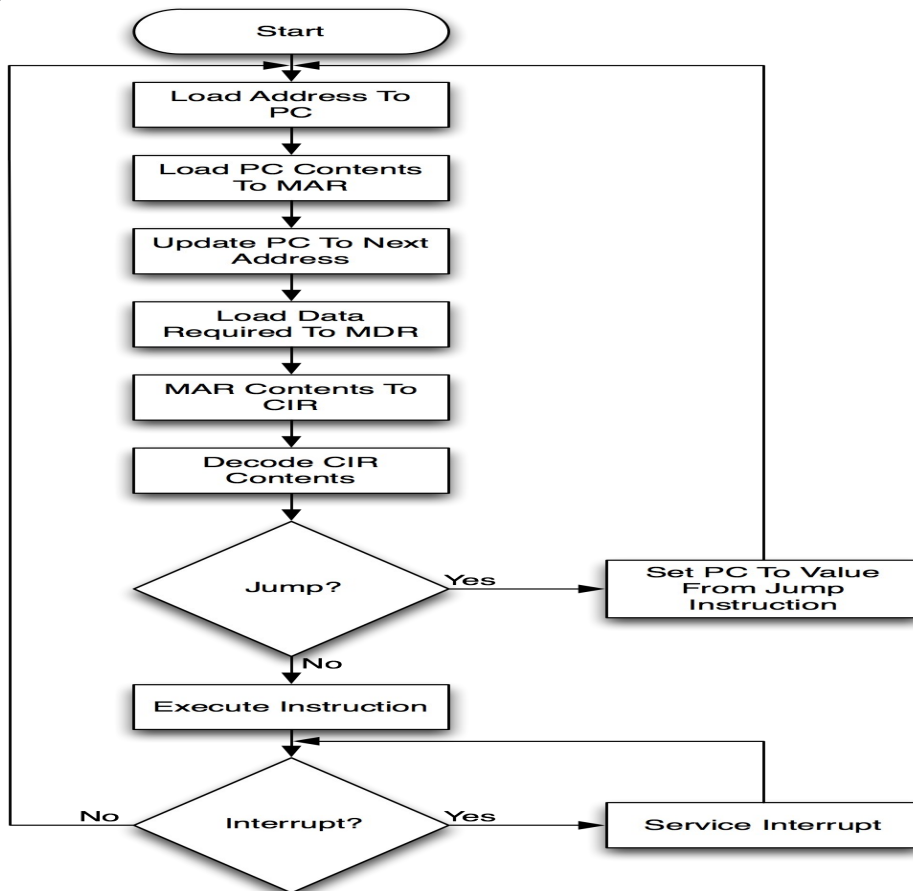 Start
Load Address To
PC
Load PC Contents
To MAR
Update PC To Next
Address
Load Data
Required To MDR
MAR Contents To
CIR
Decode CIR
Contents
Jump?
Yes
Set PC To Value
From Jump
Instruction
No
Execute Instruction
No
Interrupt?
Yes
Service Interrupt